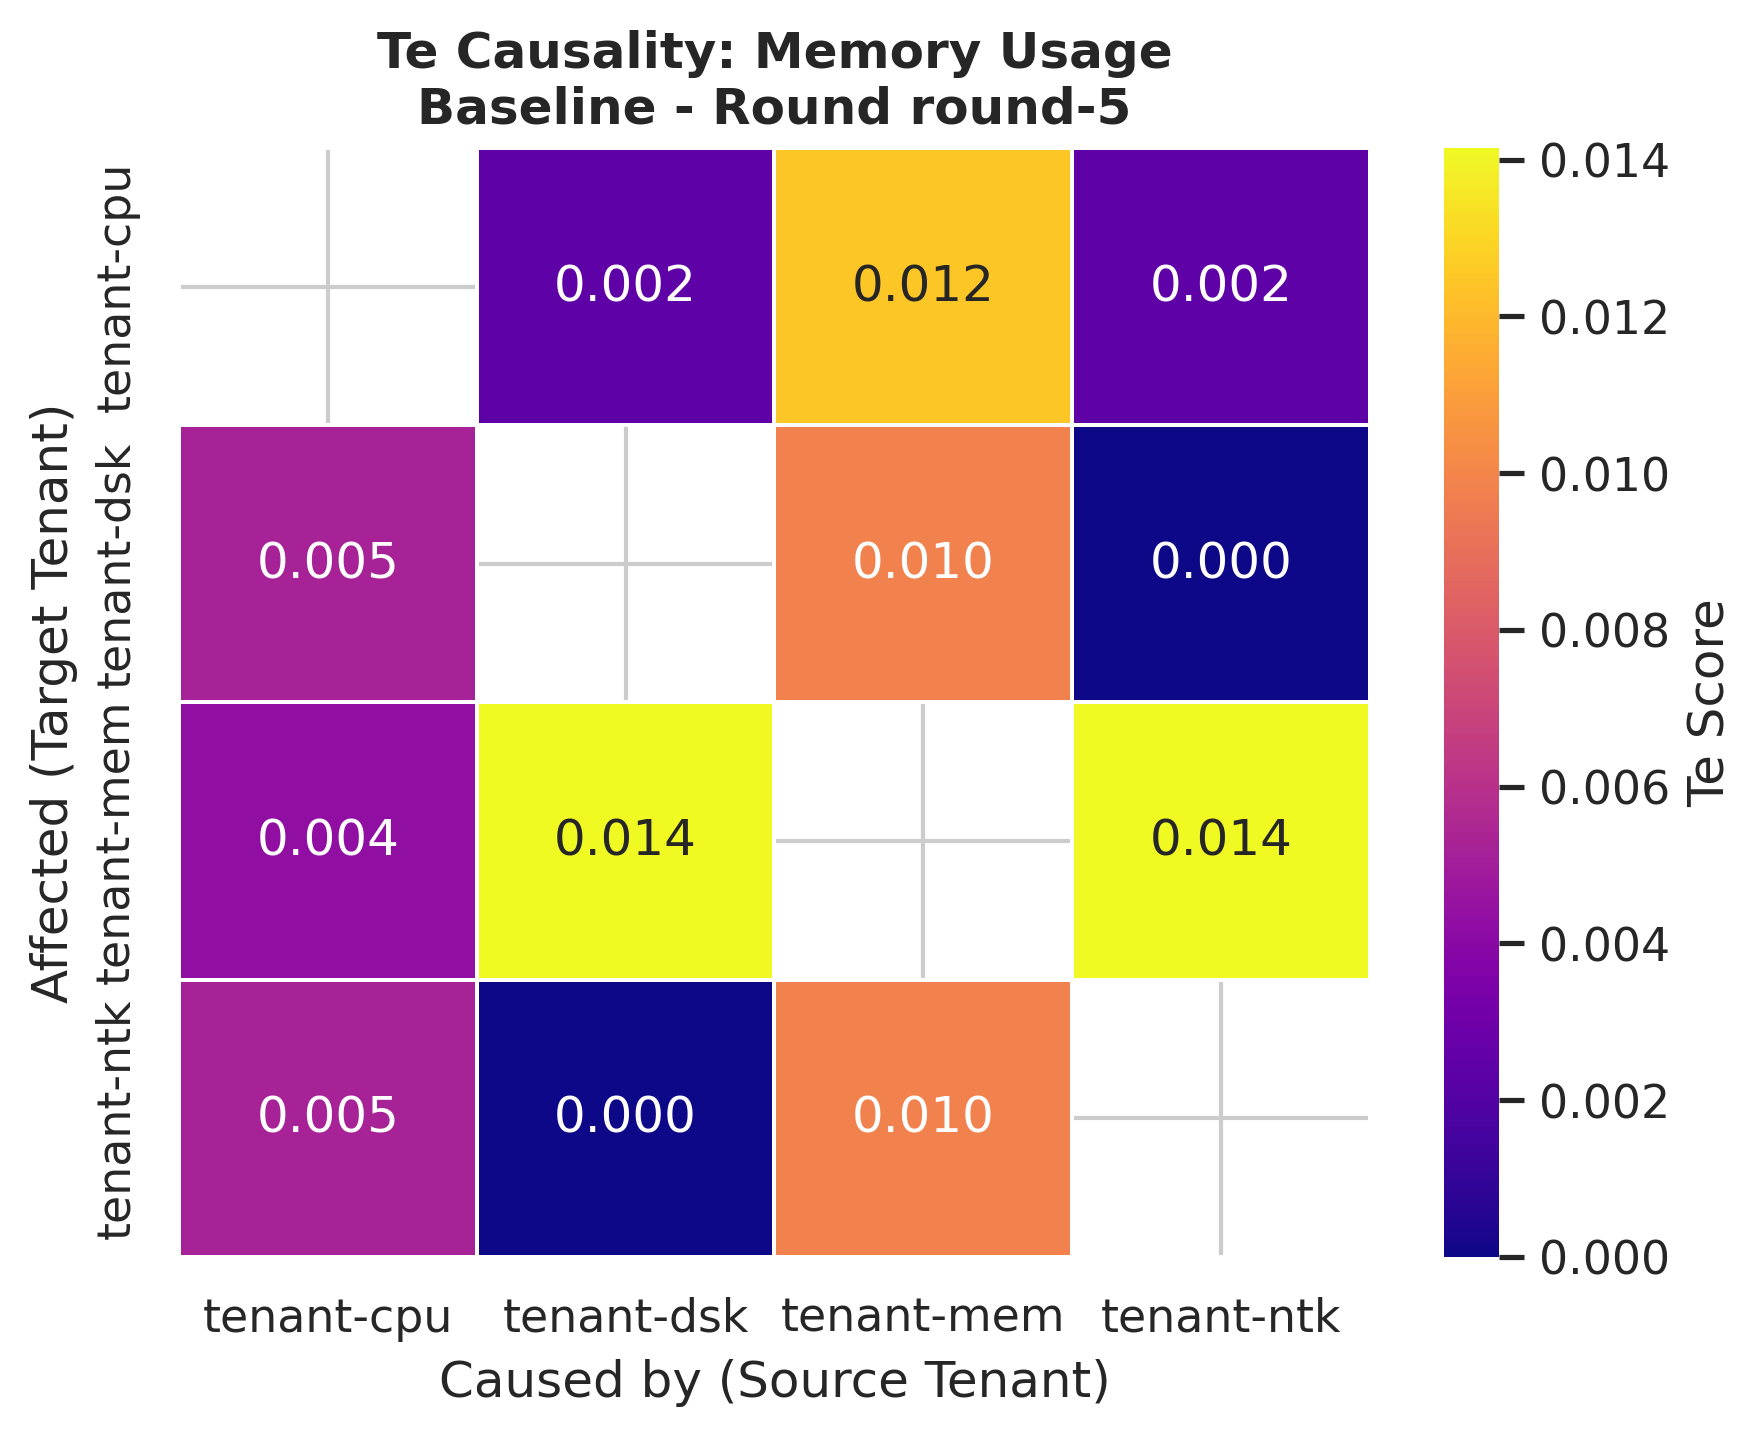 Te Causality: Memory Usage
Baseline - Round round-5
Affected (Target Tenant)
tenant-cpu
0.002
0.012
0.002
tenant-dsk
0.005
0.010
0.000
tenant-mem
0.004
0.014
0.014
tenant-ntk
0.005
0.000
0.010
tenant-cpu
tenant-dsk
tenant-mem
tenant-ntk
Caused by (Source Tenant)
0.014
0.012
0.010
0.008
0.006
0.004
0.002
0.000
Te Score